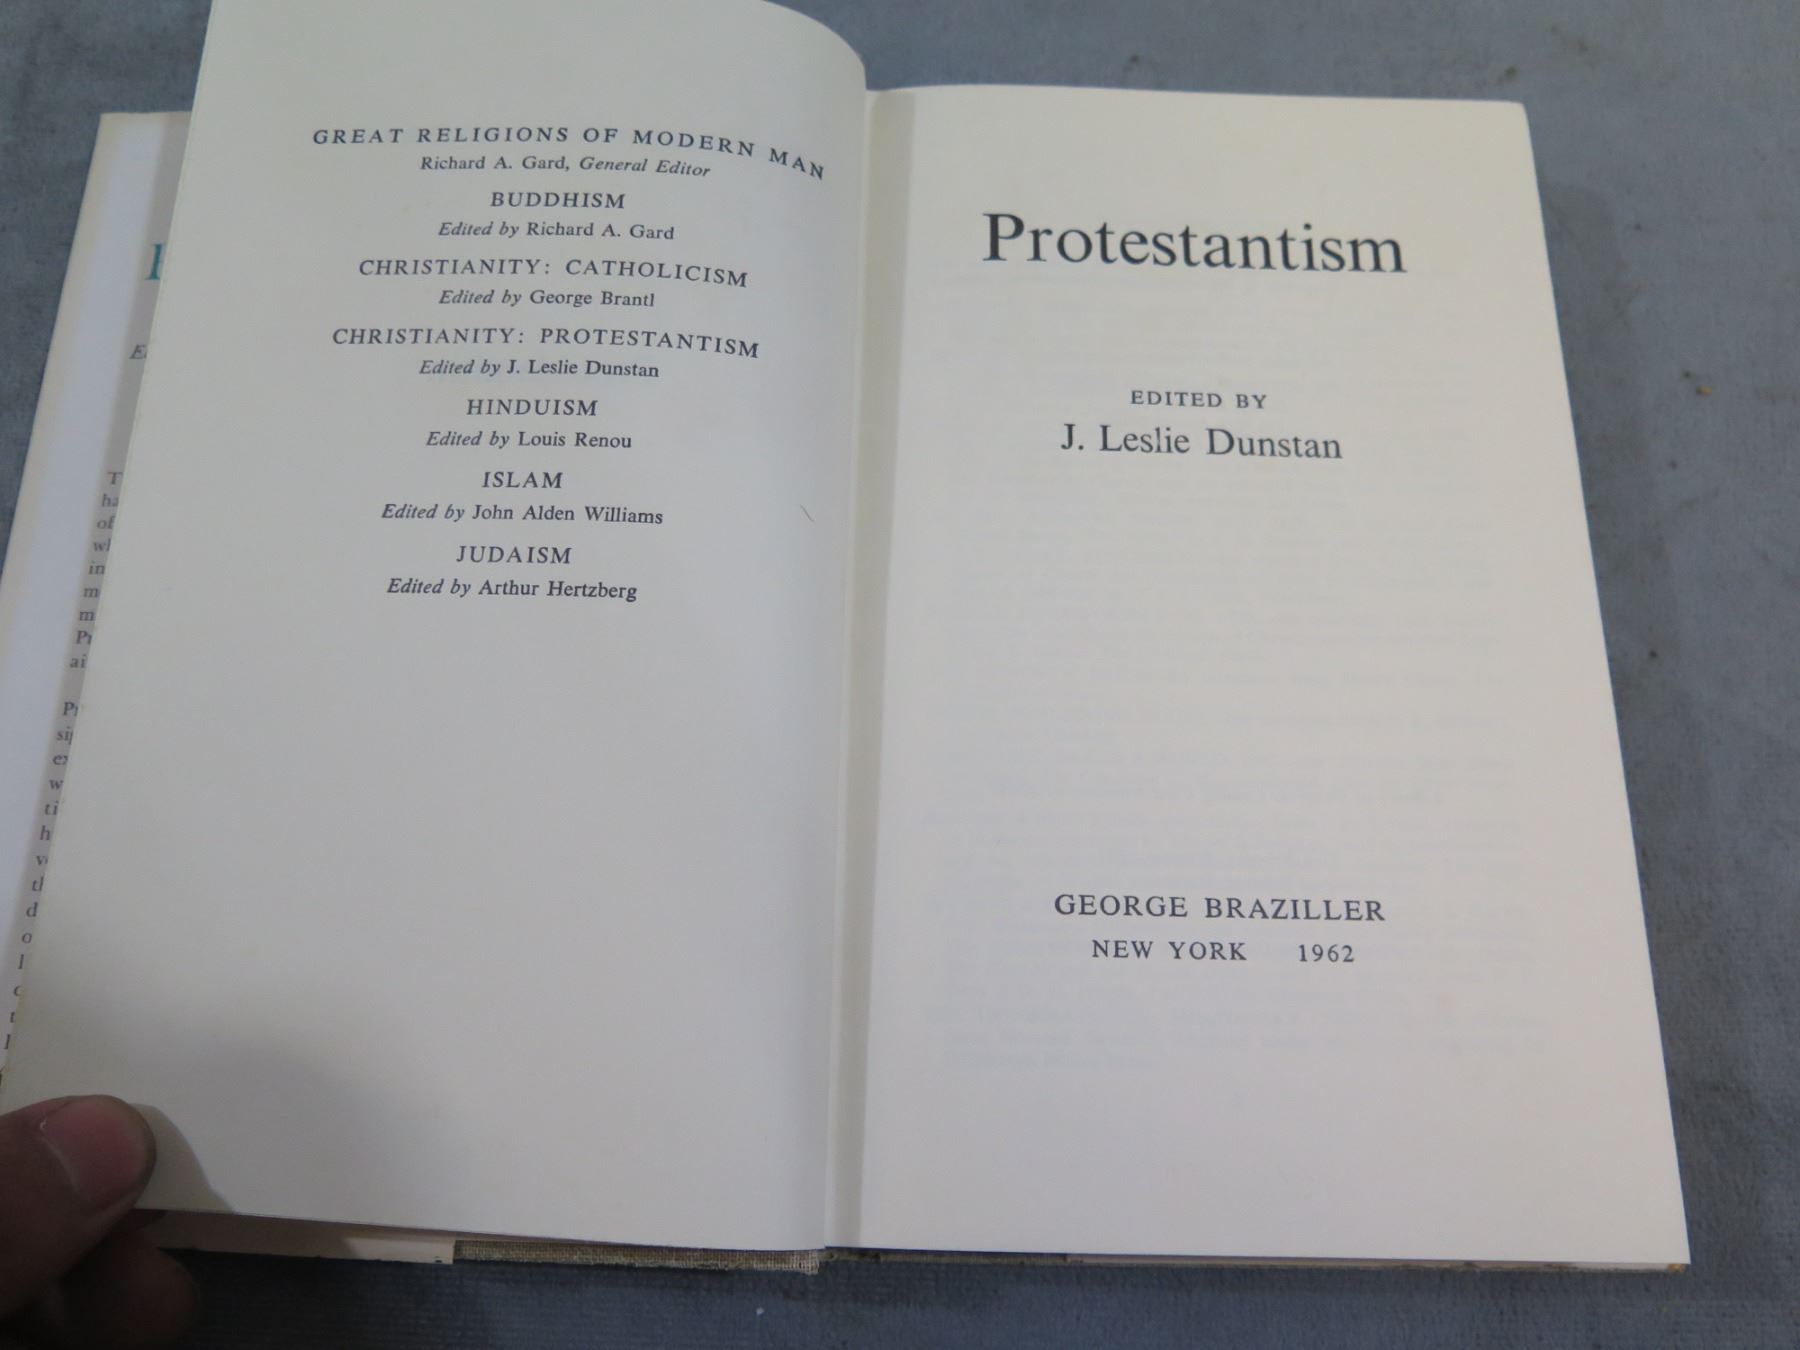 GREAT RELIGIONS OF MODERN MAN
Richard A. Gard, General Editor
BUDDHISM
Edited by Richard A. Gard
CHRISTIANITY: CATHOLICISM
Edited by George Brantl
CHRISTIANITY: PROTESTANTISM
Edited by J. Leslie Dunstan
HINDUISM
Edited by Louis Renou
ISLAM
Edited by John Alden Williams
JUDAISM
Edited by Arthur Hertzberg
Protestantism
EDITED BY
J. Leslie Dunstan
GEORGE BRAZILLER
NEW YORK 1962